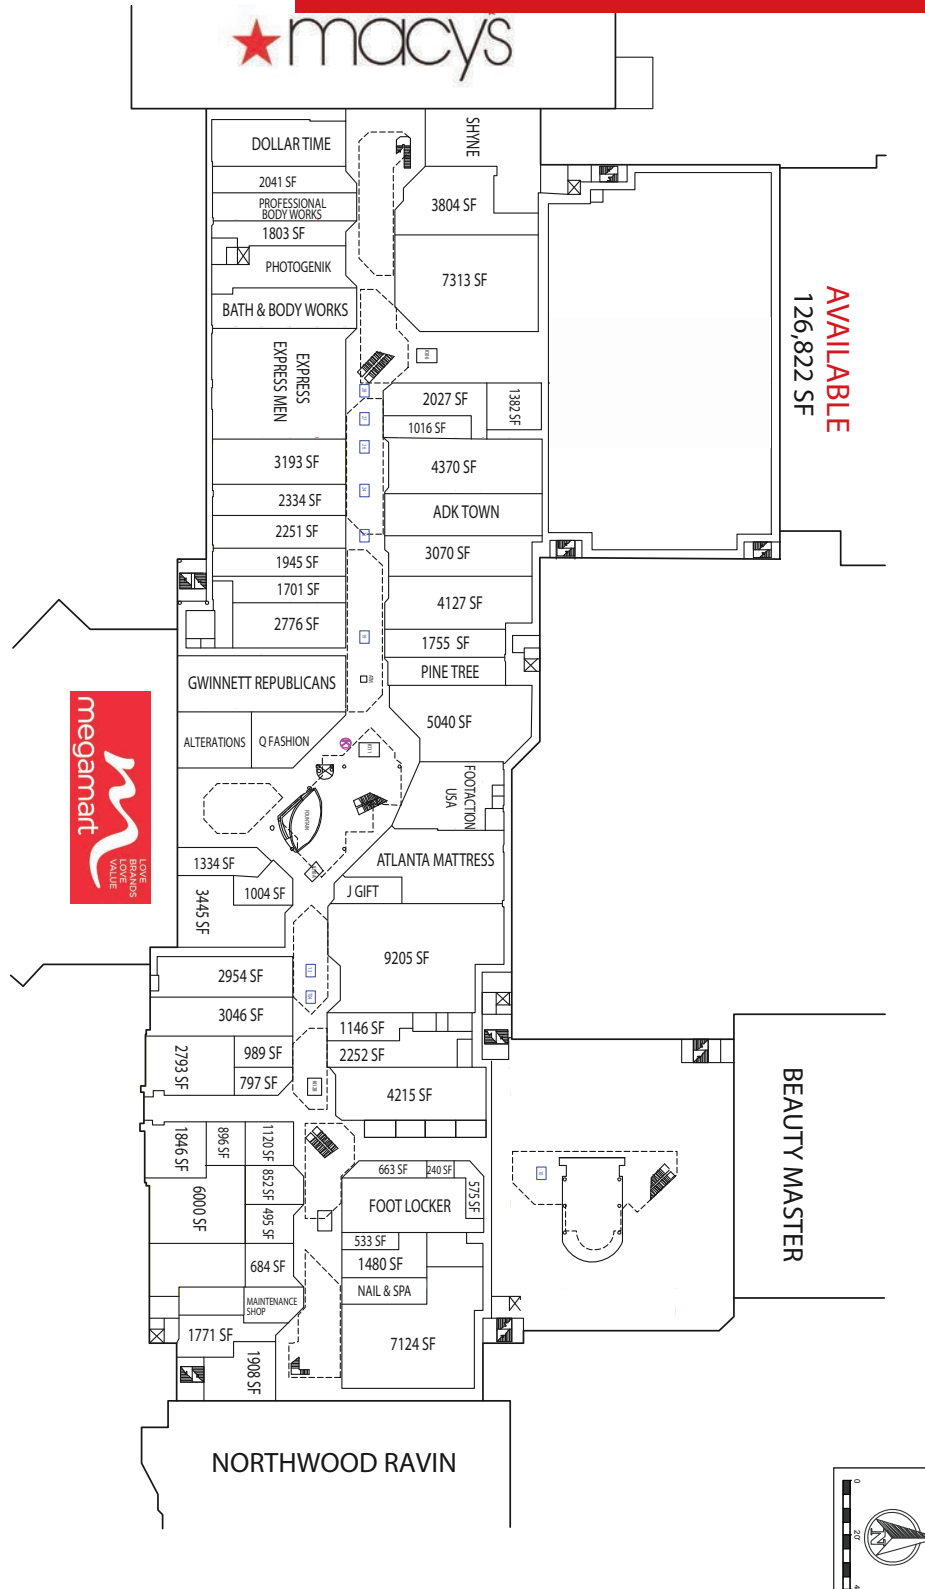 macy's
DOLLAR TIME
SHYNE
2041 SF
PROFESSIONAL
BODY WORKS
3804 SF
1803 SF
PHOTOGENIK
7313 SF
BATH & BODY WORKS
AVAILABLE
126,822 SF
EXPRESS
EXPRESS MEN
2027 SF
1382 SF
1016 SF
3193 SF
4370 SF
2334 SF
ADK TOWN
2251 SF
3070 SF
1945 SF
1701 SF
4127 SF
2776 SF
1755 SF
PINE TREE
GWINNETT REPUBLICANS
5040 SF
ALTERATIONS
Q FASHION
FOOTACTION
USA
FOUNTAIN
megamart
LOVE
BRANDS
LOVE
VALUE
ATLANTA MATTRESS
1334 SF
1004 SF
J GIFT
3445 SF
9205 SF
2954 SF
3046 SF
1146 SF
2252 SF
989 SF
2793 SF
797 SF
4215 SF
BEAUTY MASTER
1846 SF
896 SF
1120 SF
663 SF
240 SF
852 SF
575 SF
6000 SF
495 SF
FOOT LOCKER
533 SF
684 SF
1480 SF
NAIL & SPA
MAINTENANCE
SHOP
1771 SF
7124 SF
1908 SF
NORTHWOOD RAVIN
0
20'
N